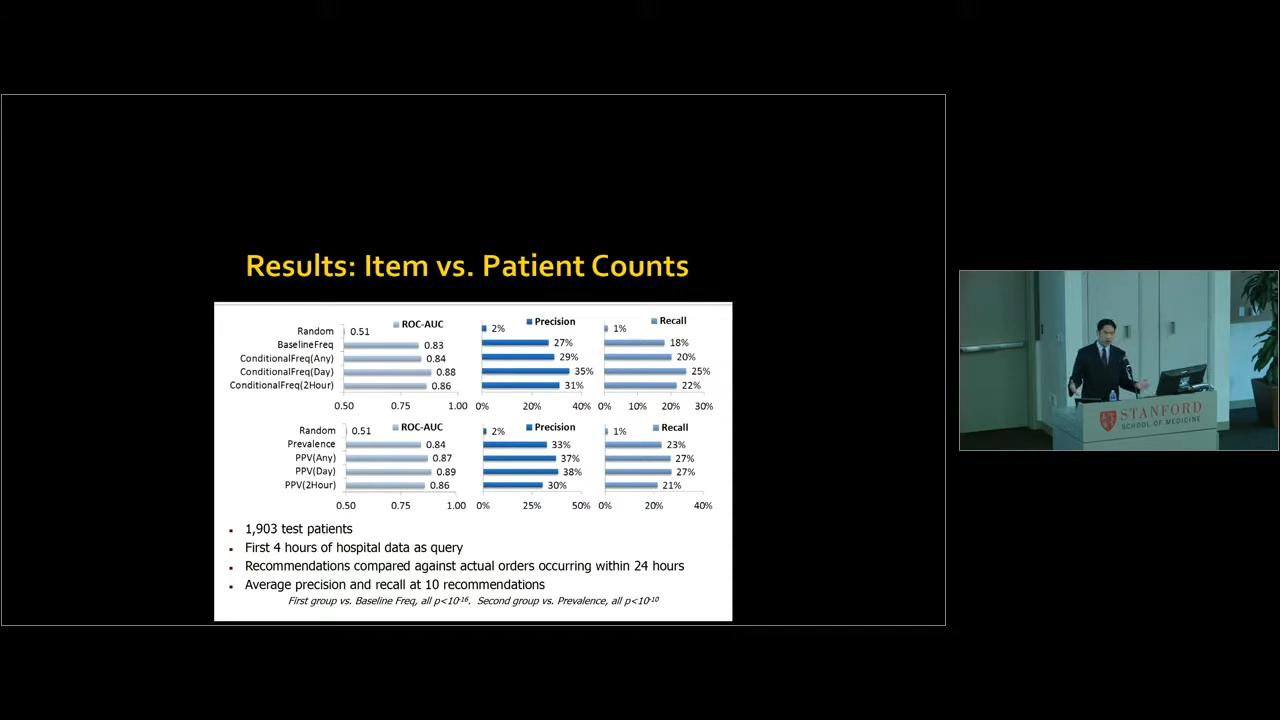 Results: Item vs. Patient Counts
ROC-AUC Precision Recall
Random 0.51 2% 1%
BaselineFreq 0.83 27% 18%
ConditionalFreq(Any) 0.84 29% 20%
ConditionalFreq(Day) 0.88 35% 25%
ConditionalFreq(2Hour) 0.86 31% 22%
0.50 0.75 1.00 0% 20% 40% 0% 10% 20% 30%
ROC-AUC Precision Recall
Random 0.51 2% 1%
Prevalence 0.84 33% 23%
PPV(Any) 0.87 37% 27%
PPV(Day) 0.89 38% 27%
PPV(2Hour) 0.86 30% 21%
0.50 0.75 1.00 0% 25% 50% 0% 20% 40%
1,903 test patients
First 4 hours of hospital data as query
Recommendations compared against actual orders occurring within 24 hours
Average precision and recall at 10 recommendations
First group vs. Baseline Freq, all p<10-16. Second group vs. Prevalence, all p<10-10
STANFORD
SCHOOL OF MEDICINE